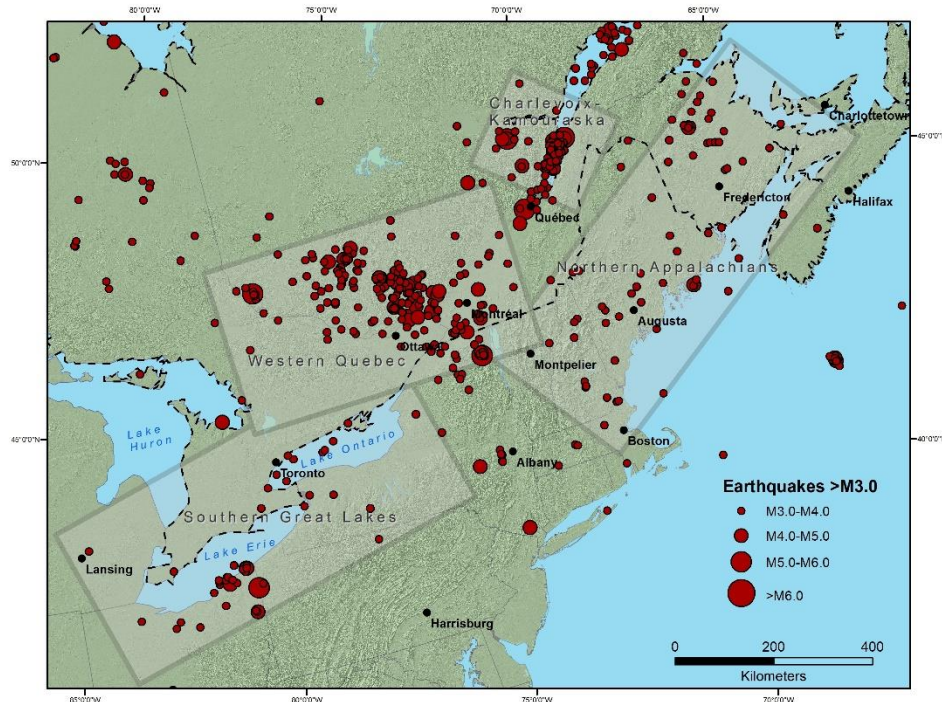 80°0'0"W
75°0'0"W
70°0'0"W
65°0'0"W
Charlevoix-
Kamouraska
Charlottetown
45°0'0"N
50°0'0"N
Québec
Fredericton
Halifax
Northern Appalachians
Montréal
Augusta
Ottawa
Western Quebec
Montpelier
Lake
Huron
45°0'0"N
40°0'0"N
Lake Ontario
Boston
Albany
Toronto
Southern Great Lakes
Lake Erie
Lansing
Harrisburg
Earthquakes >M3.0
M3.0-M4.0
M4.0-M5.0
M5.0-M6.0
>M6.0
0
200
400
Kilometers
85°0'0"W
80°0'0"W
75°0'0"W
70°0'0"W